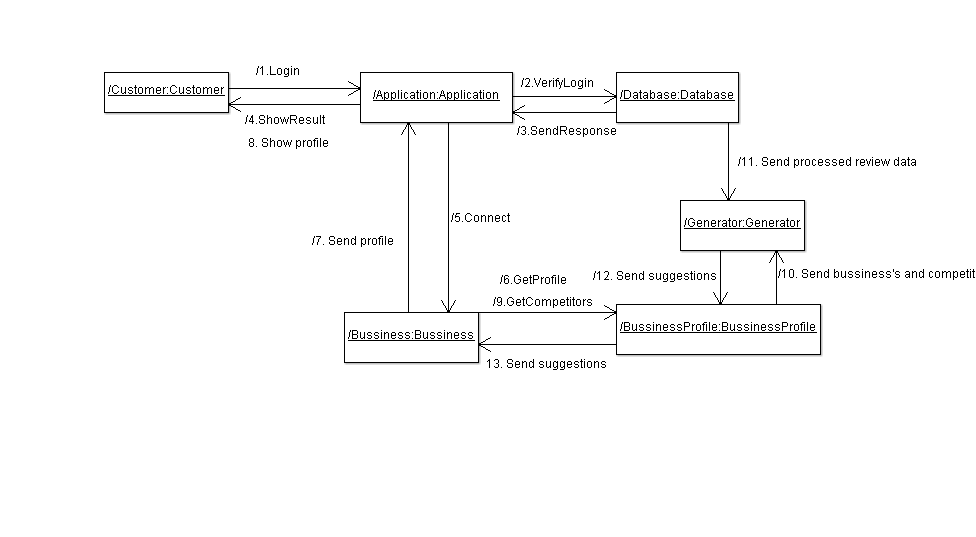 /1.Login
/Customer:Customer
/Application:Application
/2.VerifyLogin
/Database:Database
/4.ShowResult
8. Show profile
/3.SendResponse
/11. Send processed review data
/5.Connect
/Generator:Generator
/7. Send profile
/6.GetProfile
/12. Send suggestions
/10. Send bussiness's and competit
/9.GetCompetitors
/Bussiness:Bussiness
/BussinessProfile:BussinessProfile
13. Send suggestions